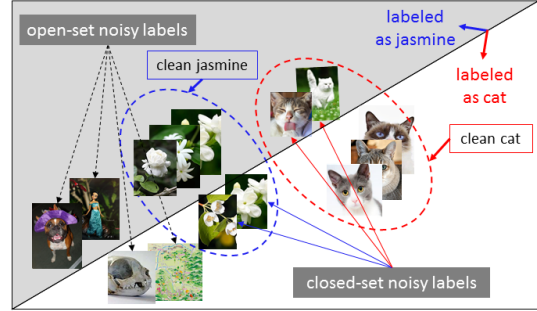 open-set noisy labels
labeled
as jasmine
clean jasmine
labeled
as cat
clean cat
closed-set noisy labels